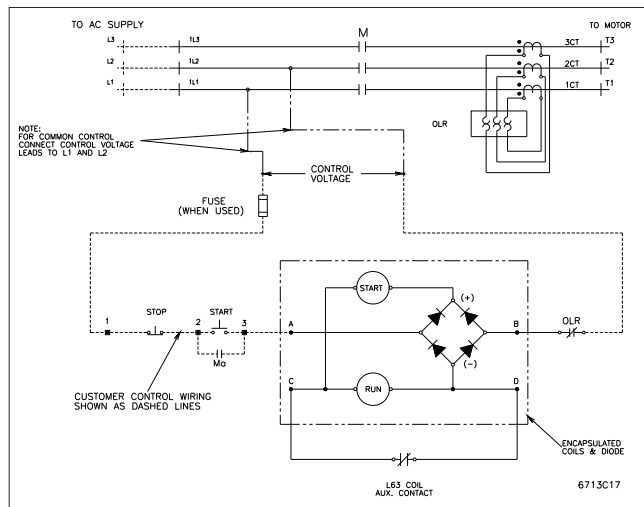 TO AC SUPPLY
M
TO MOTOR
L3
1L3
3CT
T3
L2
1L2
2CT
T2
L1
1L1
1CT
T1
OLR
NOTE:
FOR COMMON CONTROL
CONNECT CONTROL VOLTAGE
LEADS TO L1 AND L2
CONTROL
VOLTAGE
FUSE
(WHEN USED)
START
(+)
1
STOP
2
START
3
A
B
OLR
Ma
(-)
C
RUN
D
CUSTOMER CONTROL WIRING
SHOWN AS DASHED LINES
ENCAPSULATED
COILS & DIODE
L63 COIL
AUX. CONTACT
6713C17